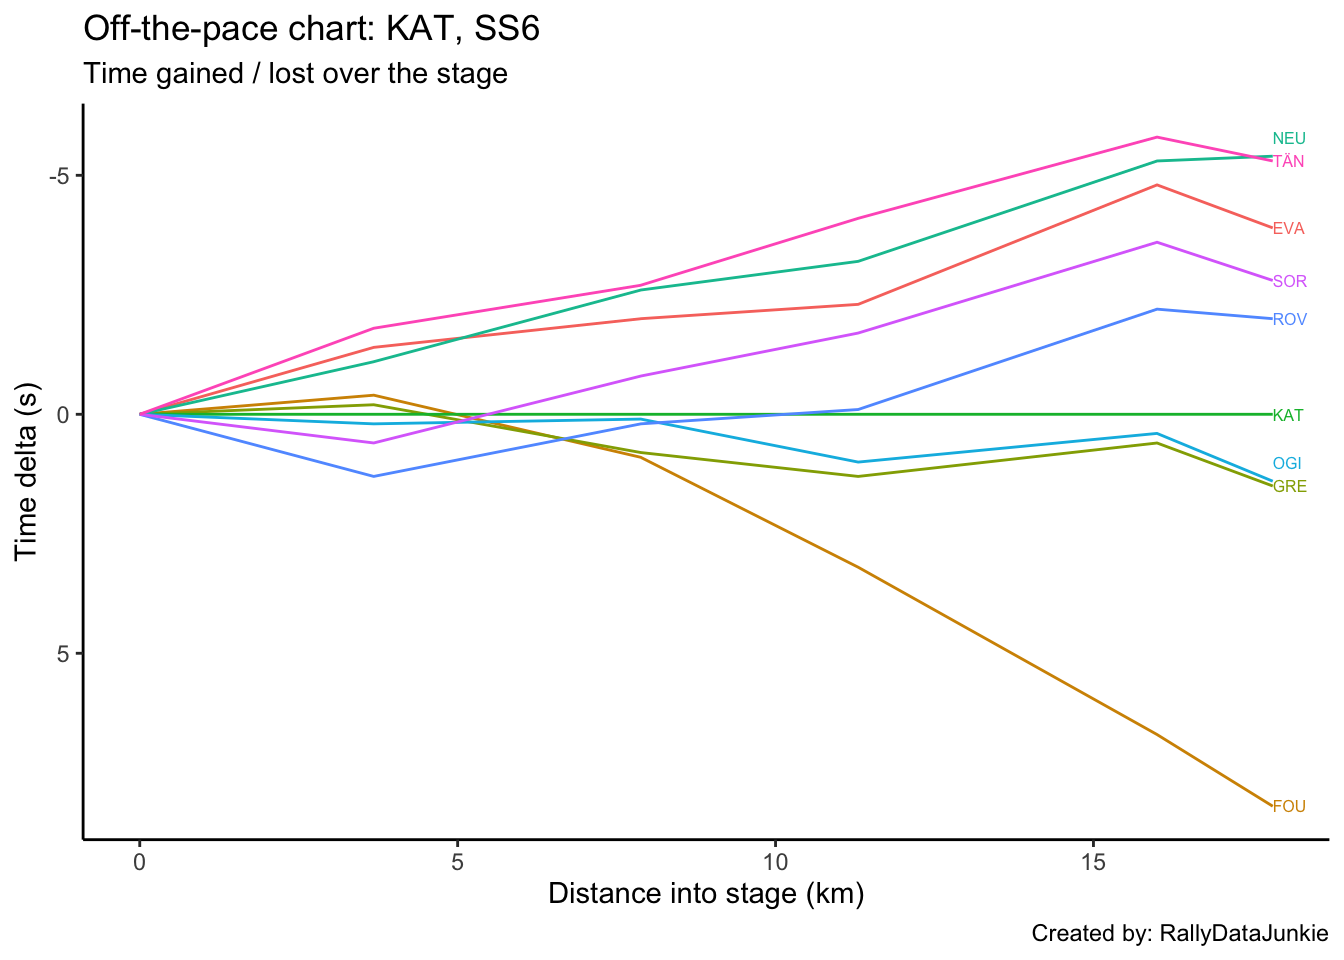 Off-the-pace chart: KAT, SS6
Time gained / lost over the stage
Time delta (s)
-5
0
5
NEU
TÄN
EVA
SOR
ROV
KAT
OGI
GRE
FOU
0 5 10 15
Distance into stage (km)
Created by: RallyDataJunkie